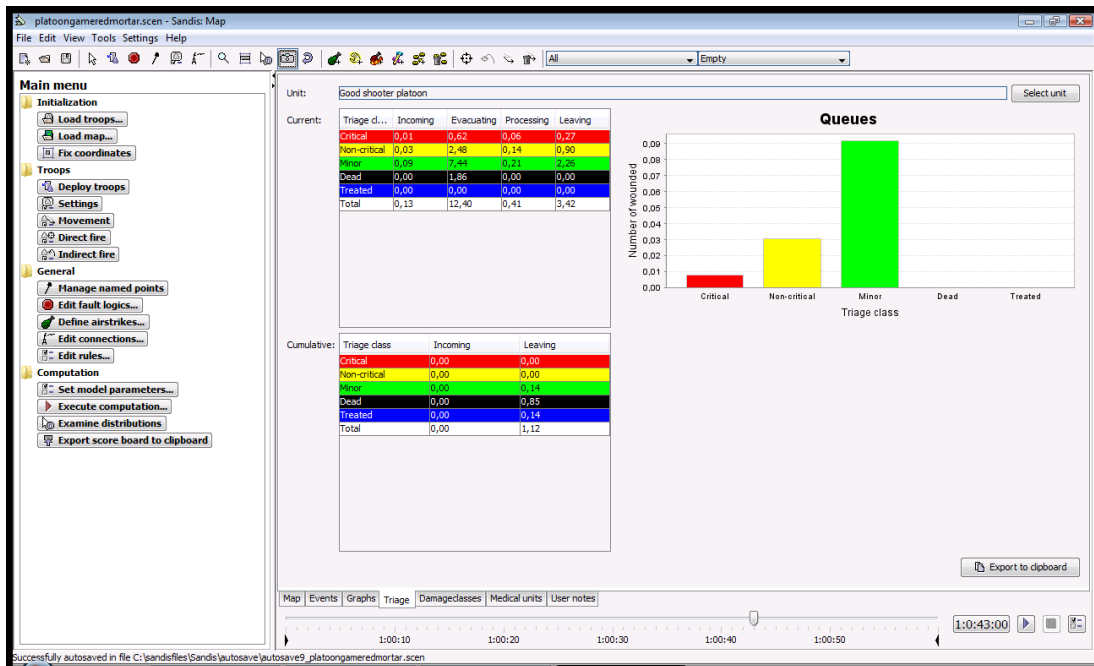 platoongameredmortar.scen - Sandis: Map
File Edit View Tools Settings Help
All Empty
Main menu
Initialization
Load troops...
Load map...
Fix coordinates
Troops
Deploy troops
Settings
Movement
Direct fire
Indirect fire
General
Manage named points
Edit fault logics...
Define airstrikes...
Edit connections...
Edit rules...
Computation
Set model parameters...
Execute computation...
Examine distributions
Export score board to clipboard
Unit: Good shooter platoon Select unit
Current:
Triage cl... Incoming Evacuating Processing Leaving
Critical 0,01 0,62 0,06 0,27
Non-critical 0,03 2,48 0,14 0,90
Minor 0,09 7,44 0,21 2,26
Dead 0,00 1,86 0,00 0,00
Treated 0,00 0,00 0,00 0,00
Total 0,13 12,40 0,41 3,42
Queues
Number of wounded
0,09
0,08
0,07
0,06
0,05
0,04
0,03
0,02
0,01
0,00
Critical Non-critical Minor Dead Treated
Triage class
Cumulative:
Triage class Incoming Leaving
Critical 0,00 0,00
Non-critical 0,00 0,00
Minor 0,00 0,14
Dead 0,00 0,85
Treated 0,00 0,14
Total 0,00 1,12
Export to clipboard
Map Events Graphs Triage Damageclasses Medical units User notes
1:00:10 1:00:20 1:00:30 1:00:40 1:00:50
1:0:43:00
Successfully autosaved in file C:\sandisfiles\Sandis\autosave\autosave9_platoongameredmortar.scen